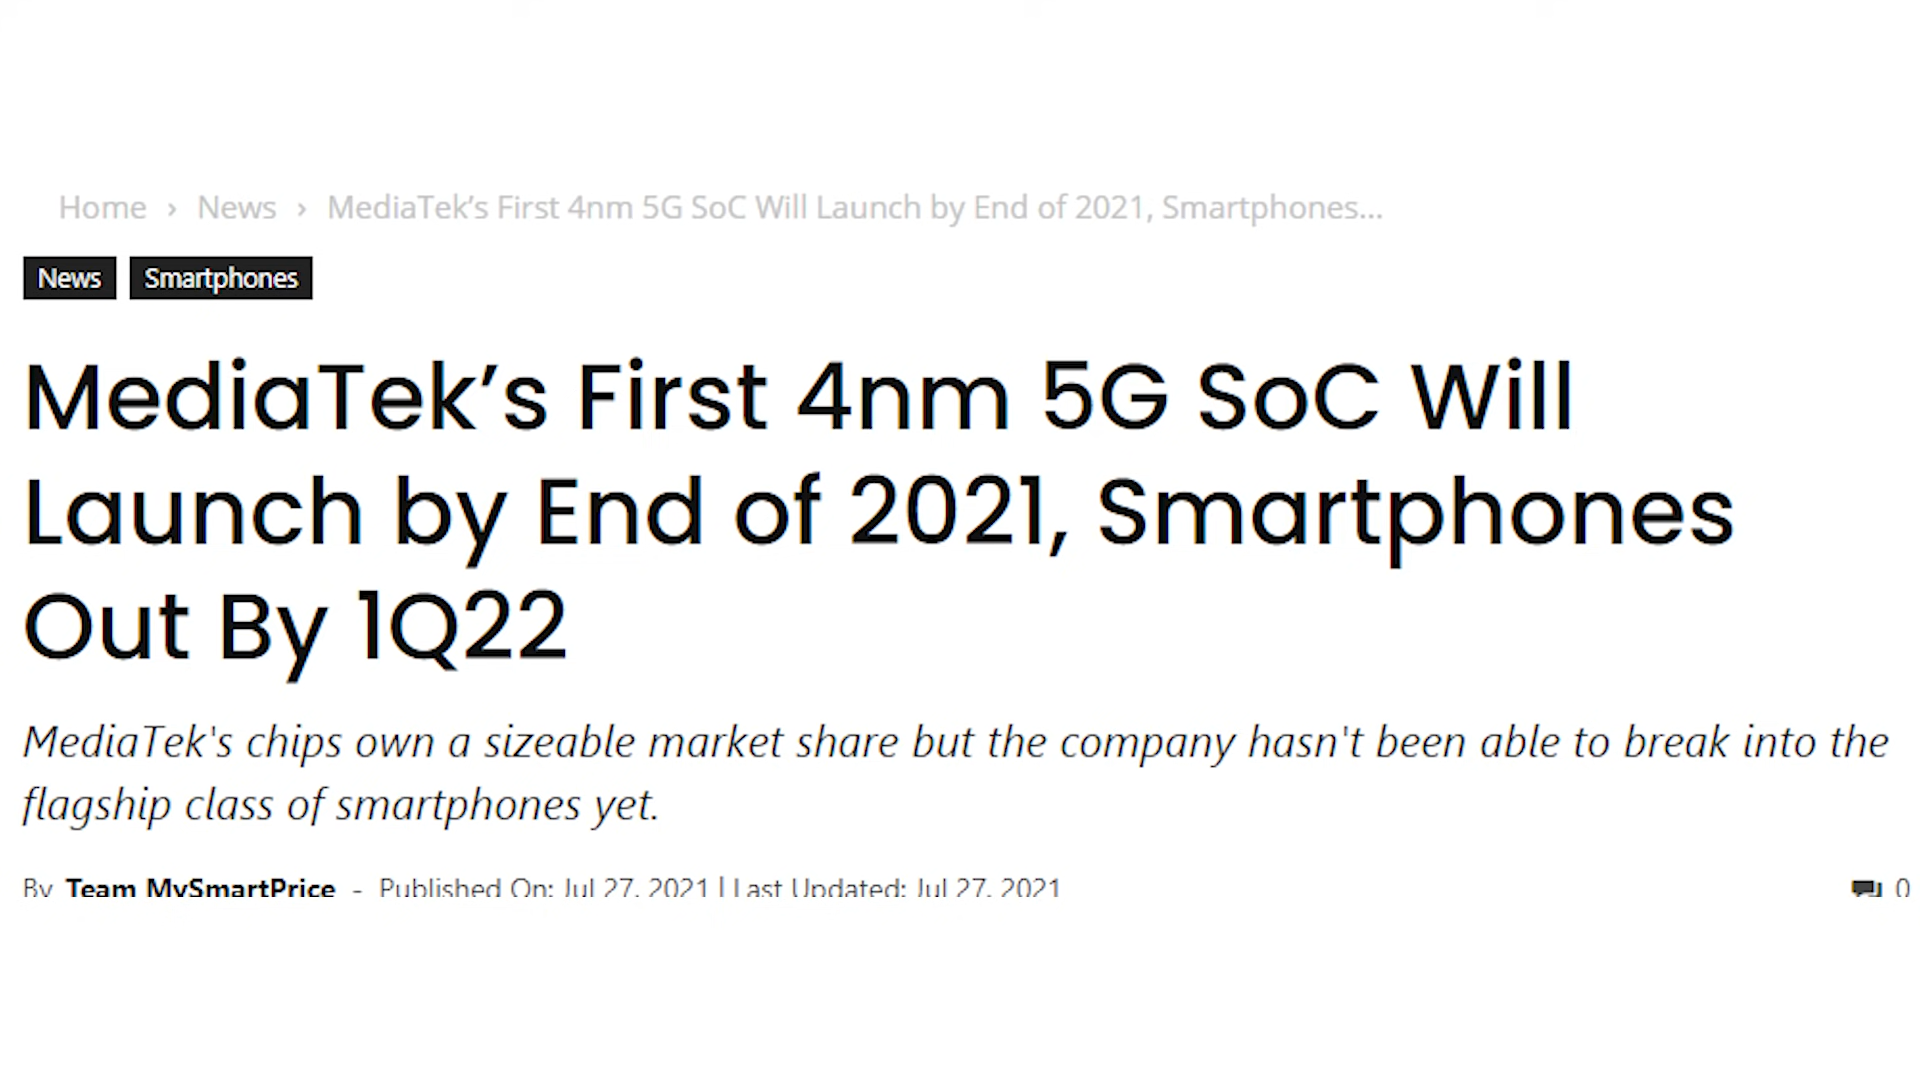 Home › News › MediaTek’s First 4nm 5G SoC Will Launch by End of 2021, Smartphones...
News Smartphones
MediaTek’s First 4nm 5G SoC Will
Launch by End of 2021, Smartphones
Out By 1Q22
MediaTek's chips own a sizeable market share but the company hasn't been able to break into the
flagship class of smartphones yet.
By Team MySmartPrice - Published On: Jul 27, 2021 | Last Updated: Jul 27, 2021 0